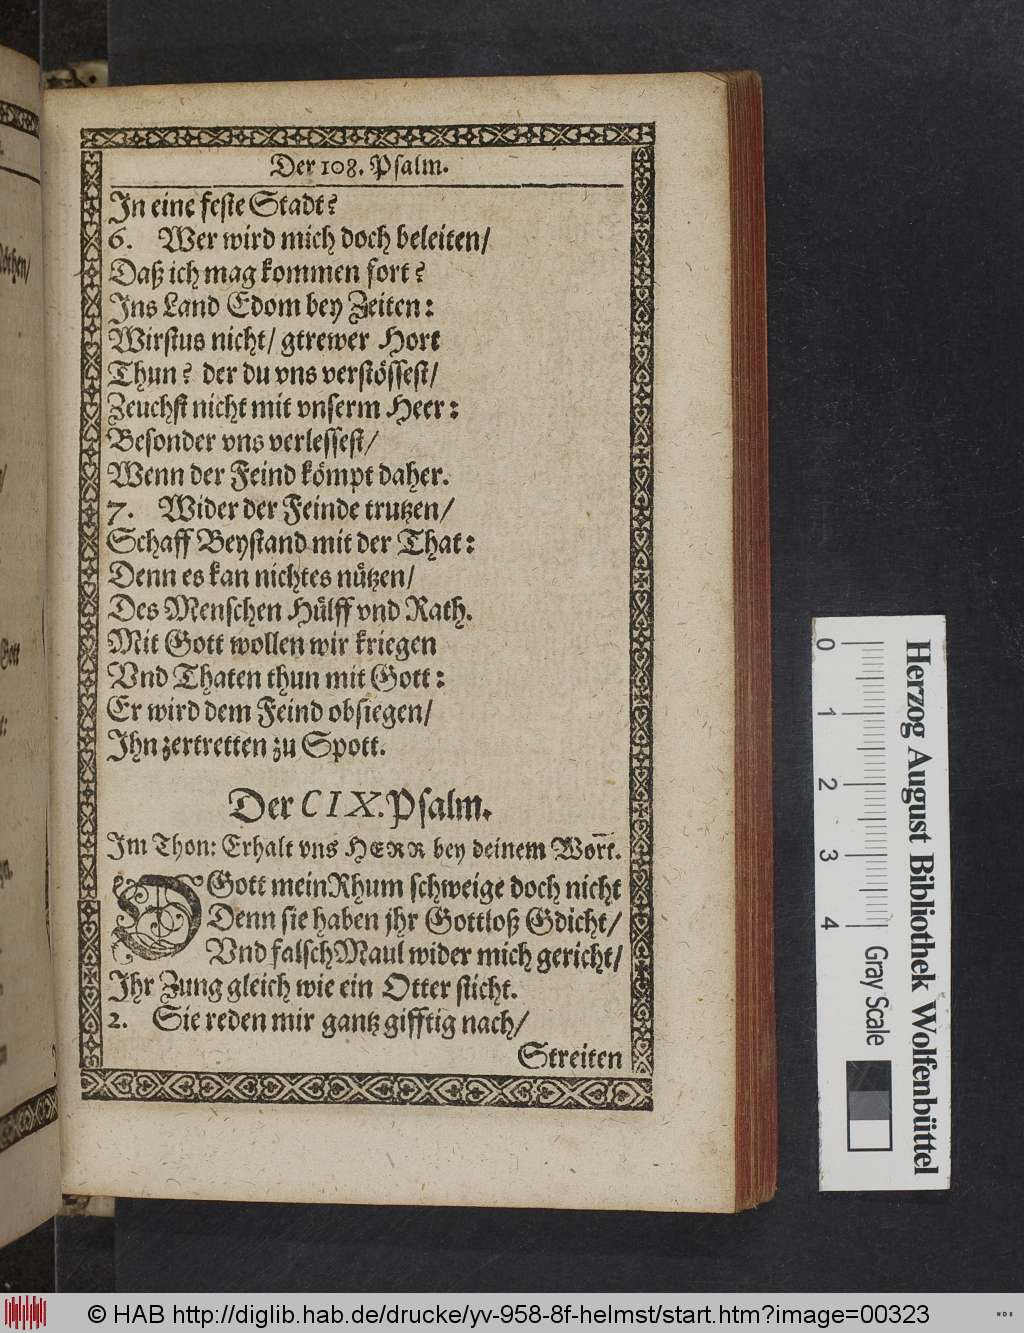 Der 108. Psalm.
In eine feste Stadt?
6. Wer wird mich doch beleiten/
Daß ich mag kommen fort?
Ins Land Edom bey Zeiten:
Wirstus nicht/ gtrewer Hort
Thun? der du vns verstössest/
Zeuchst nicht mit vnserm Heer:
Besonder vns verlessest/
Wenn der Feind kömpt daher.
7. Wider der Feinde trutzen/
Schaff Beystand mit der That:
Denn es kan nichtes nützen/
Des Menschen Hülff vnd Rath.
Mit Gott wollen wir kriegen
Vnd Thaten thun mit Gott:
Er wird dem Feind obsiegen/
Ihn zertretten zu Spott.
Der CIX. Psalm.
Im Thon: Erhalt vns HERR bey deinem Wort.
O Gott mein Rhum schweige doch nicht
Denn sie haben jhr Gottloß Gdicht/
Vnd falsch Maul wider mich gericht/
Ihr Zung gleich wie ein Otter sticht.
2. Sie reden mir gantz gifftig nach/
Streiten
0 1 2 3 4 Gray Scale
Herzog August Bibliothek Wolfenbüttel
© HAB http://diglib.hab.de/drucke/yv-958-8f-helmst/start.htm?image=00323